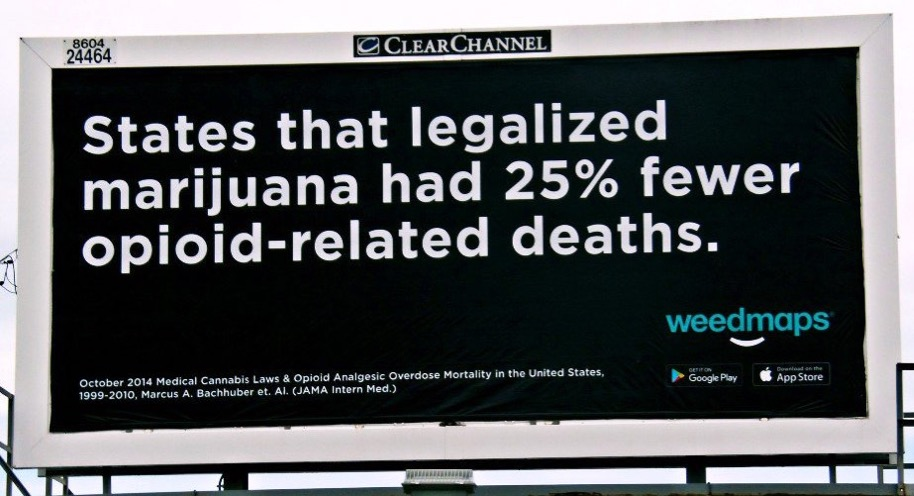 8604
24464
CLEARCHANNEL
States that legalized
marijuana had 25% fewer
opioid-related deaths.
weedmaps
October 2014 Medical Cannabis Laws & Opioid Analgesic Overdose Mortality in the United States,
1999-2010, Marcus A. Bachhuber et. Al. (JAMA Intern Med.)
GET IT ON
Google Play
Download on the
App Store